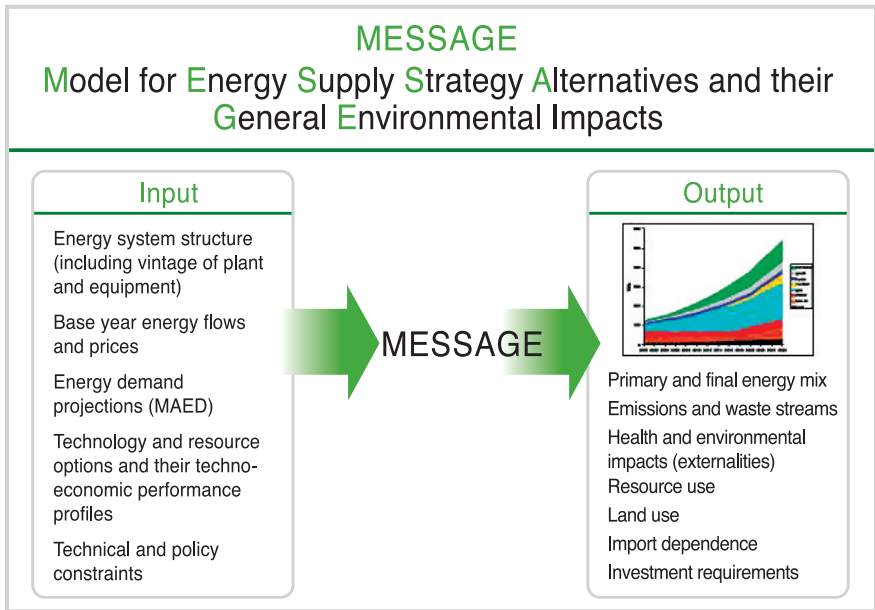 MESSAGE
Model for Energy Supply Strategy Alternatives and their
General Environmental Impacts
Input
Energy system structure
(including vintage of plant
and equipment)
Base year energy flows
and prices
Energy demand
projections (MAED)
Technology and resource
options and their techno-
economic performance
profiles
Technical and policy
constraints
MESSAGE
Output
Primary and final energy mix
Emissions and waste streams
Health and environmental
impacts (externalities)
Resource use
Land use
Import dependence
Investment requirements